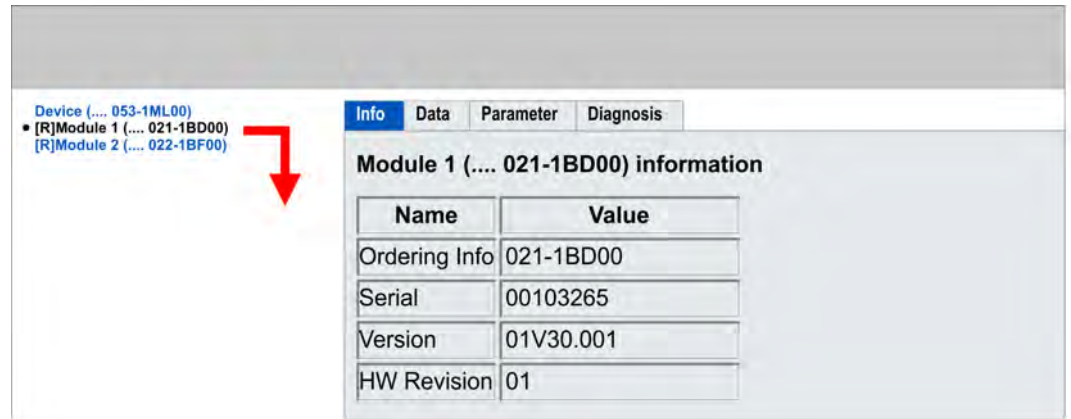 Device (.... 053-1ML00)
• [R]Module 1 (.... 021-1BD00)
[R]Module 2 (.... 022-1BF00)
Info Data Parameter Diagnosis
Module 1 (.... 021-1BD00) information
Name Value
Ordering Info 021-1BD00
Serial 00103265
Version 01V30.001
HW Revision 01